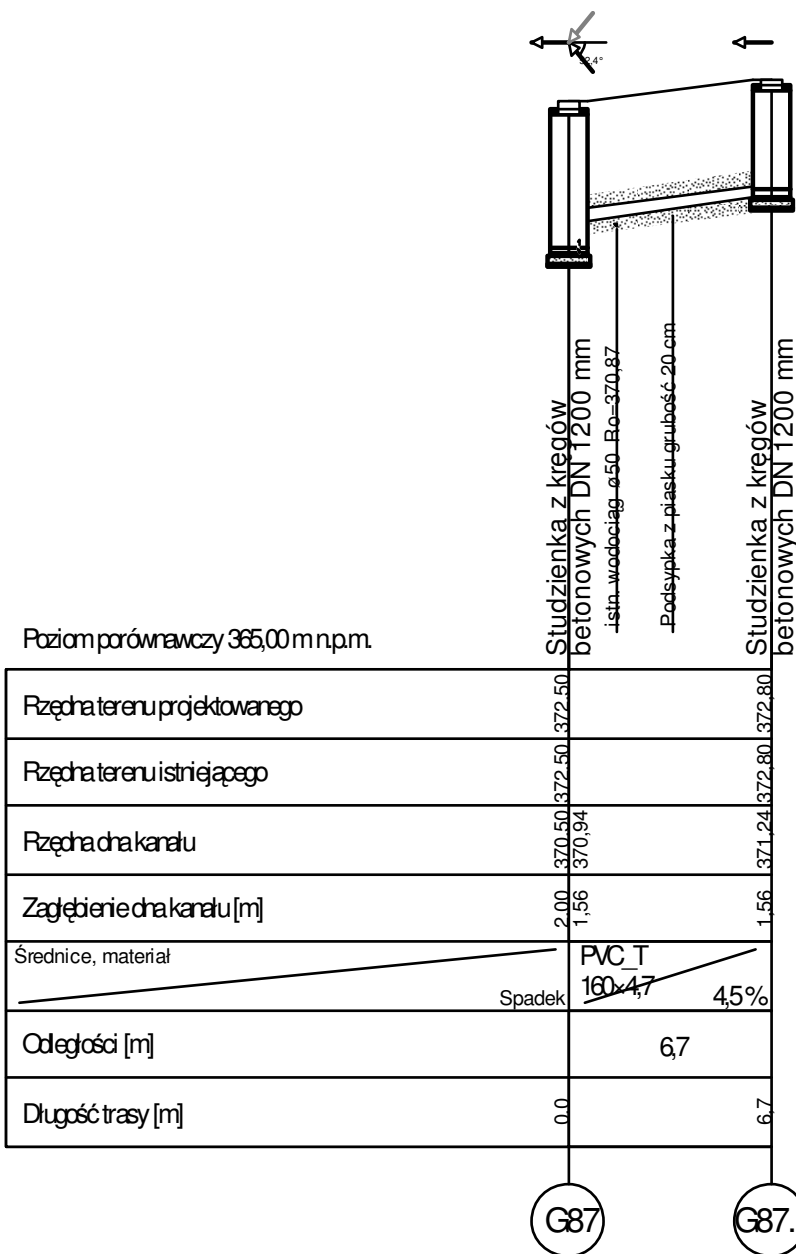 32,4°
Studzienka z kręgów
betonowych DN 1200 mm
istn. wodociąg ø50 Ro=370,87
Podsypka z piasku grubość 20 cm
Studzienka z kręgów
betonowych DN 1200 mm
Poziom porównawczy 365,00 m n.p.m.
Rzędna terenu projektowanego 372,50 372,80
Rzędna terenu istniejącego 372,50 372,80
Rzędna dna kanału 370,50 370,94 371,24
Zagłębienie dna kanału [m] 2,00 1,56 1,56
Średnice, materiał
PVC_T
160×4,7
Spadek 4,5%
Odległości [m] 6,7
Długość trasy [m] 0,0 6,7
G87 G87.